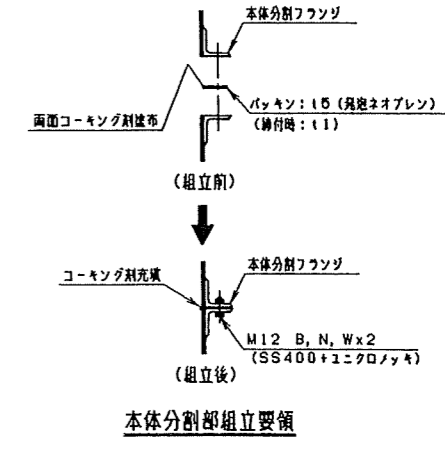 本体分割フランジ
パッキン:t5(発泡ネオプレン)
(締付時:t1)
両面コーキング剤塗布
(組立前)
本体分割フランジ
コーキング剤充填
M12 B,N,Wx2
(SS400+ユニクロメッキ)
(組立後)
本体分割部組立要領